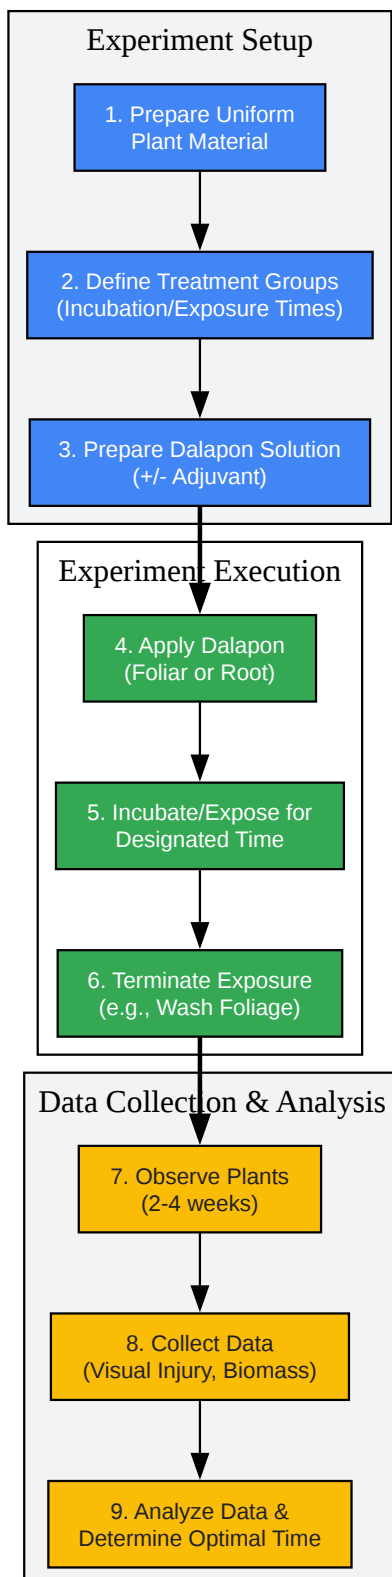 Experiment Setup
1. Prepare Uniform
Plant Material
2. Define Treatment Groups
(Incubation/Exposure Times)
3. Prepare Dalapon Solution
(+/- Adjuvant)
Experiment Execution
4. Apply Dalapon
(Foliar or Root)
5. Incubate/Expose for
Designated Time
6. Terminate Exposure
(e.g., Wash Foliage)
Data Collection & Analysis
7. Observe Plants
(2-4 weeks)
8. Collect Data
(Visual Injury, Biomass)
9. Analyze Data &
Determine Optimal Time